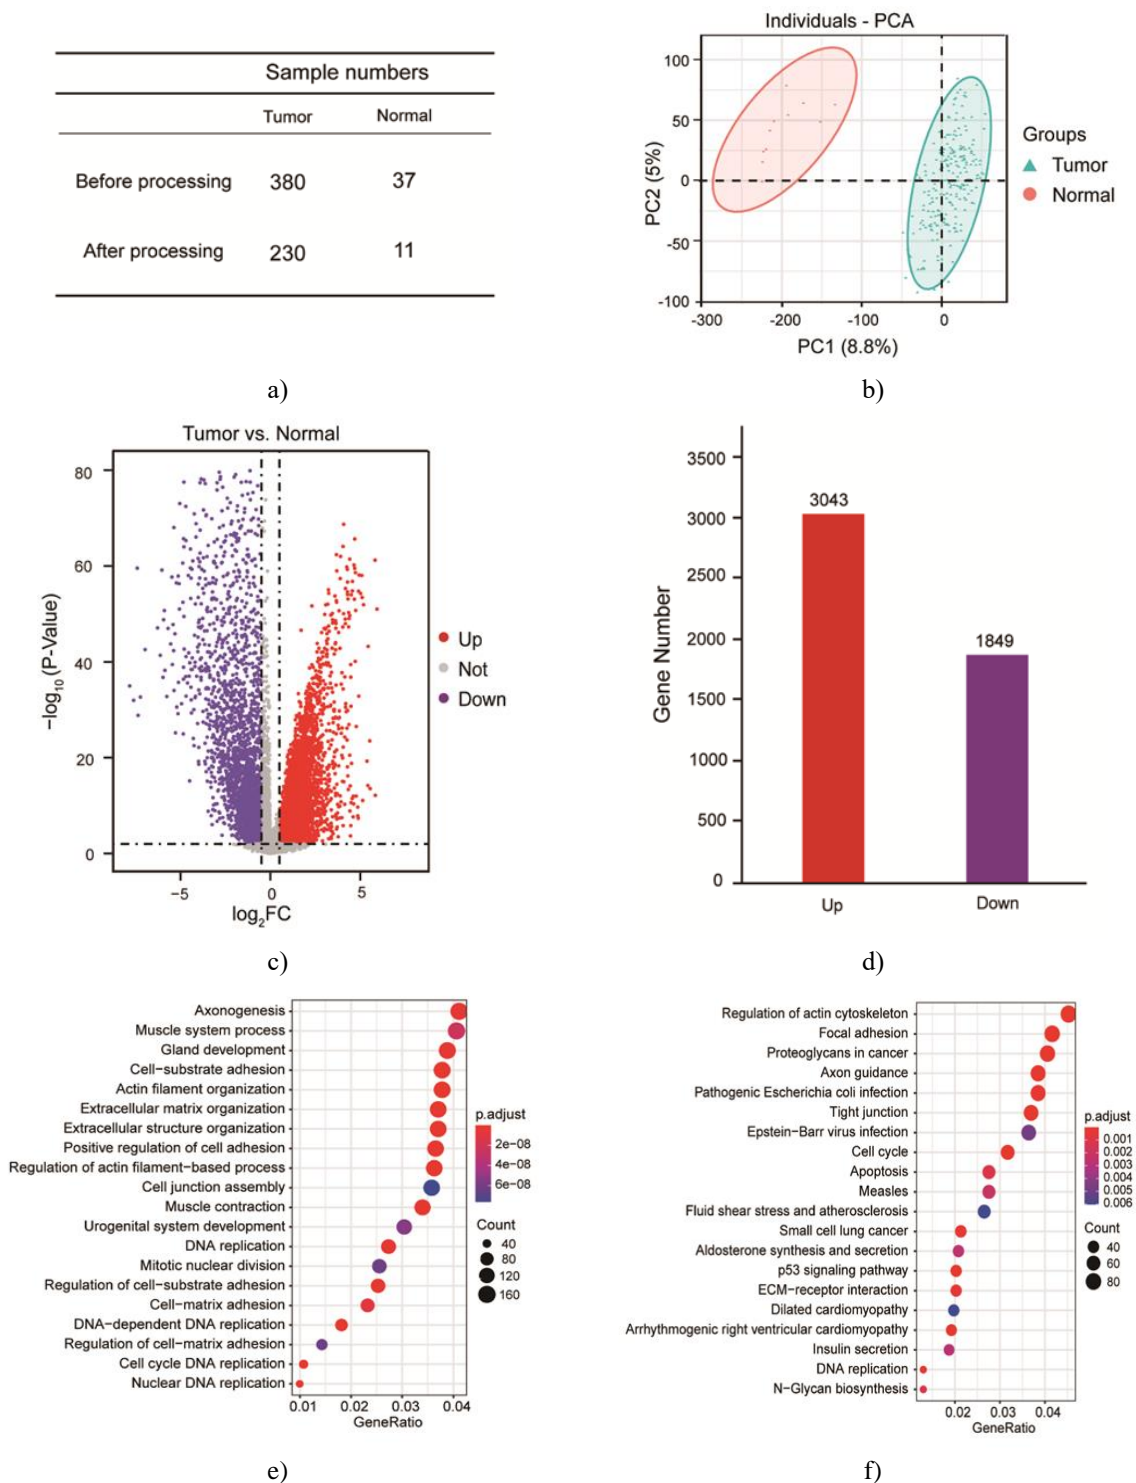 Sample numbers
Tumor Normal
Before processing 380 37
After processing 230 11
a)
Individuals - PCA
PC2 (5%)
100
50
0
-50
-100
-300 -200 -100 0
PC1 (8.8%)
Groups
Tumor
Normal
b)
Tumor vs. Normal
−log10 (P-Value)
80
60
40
20
0
−5 0 5
log2FC
Up
Not
Down
c)
Gene Number
3500
3000
2500
2000
1500
1000
500
0
3043
1849
Up Down
d)
Axonogenesis
Muscle system process
Gland development
Cell−substrate adhesion
Actin filament organization
Extracellular matrix organization
Extracellular structure organization
Positive regulation of cell adhesion
Regulation of actin filament−based process
Cell junction assembly
Muscle contraction
Urogenital system development
DNA replication
Mitotic nuclear division
Regulation of cell−substrate adhesion
Cell−matrix adhesion
DNA−dependent DNA replication
Regulation of cell−matrix adhesion
Cell cycle DNA replication
Nuclear DNA replication
0.01 0.02 0.03 0.04
GeneRatio
p.adjust
2e−08
4e−08
6e−08
Count
40
80
120
160
e)
Regulation of actin cytoskeleton
Focal adhesion
Proteoglycans in cancer
Axon guidance
Pathogenic Escherichia coli infection
Tight junction
Epstein−Barr virus infection
Cell cycle
Apoptosis
Measles
Fluid shear stress and atherosclerosis
Small cell lung cancer
Aldosterone synthesis and secretion
p53 signaling pathway
ECM−receptor interaction
Dilated cardiomyopathy
Arrhythmogenic right ventricular cardiomyopathy
Insulin secretion
DNA replication
N−Glycan biosynthesis
0.02 0.03 0.04
GeneRatio
p.adjust
0.001
0.002
0.003
0.004
0.005
0.006
Count
40
60
80
f)